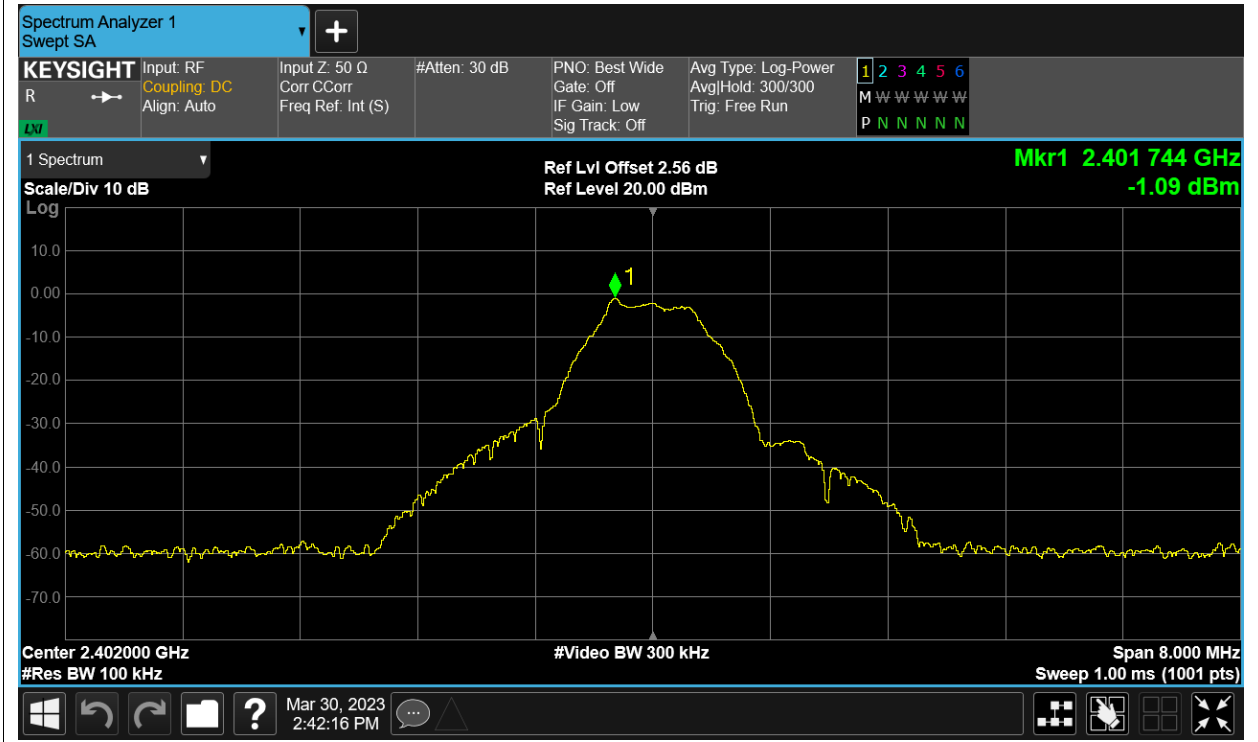 Spectrum Analyzer 1
Swept SA
KEYSIGHT
R
LXI
Input: RF
Coupling: DC
Align: Auto
Input Z: 50 Ω
Corr CCorr
Freq Ref: Int (S)
#Atten: 30 dB
PNO: Best Wide
Gate: Off
IF Gain: Low
Sig Track: Off
Avg Type: Log-Power
Avg|Hold: 300/300
Trig: Free Run
1 2 3 4 5 6
M W W W W W W
P N N N N N N
1 Spectrum
Scale/Div 10 dB
Ref Lvl Offset 2.56 dB
Ref Level 20.00 dBm
Mkr1 2.401 744 GHz
-1.09 dBm
Log
10.0
0.00
-10.0
-20.0
-30.0
-40.0
-50.0
-60.0
-70.0
1
Center 2.402000 GHz
#Res BW 100 kHz
#Video BW 300 kHz
Span 8.000 MHz
Sweep 1.00 ms (1001 pts)
?
Mar 30, 2023
2:42:16 PM